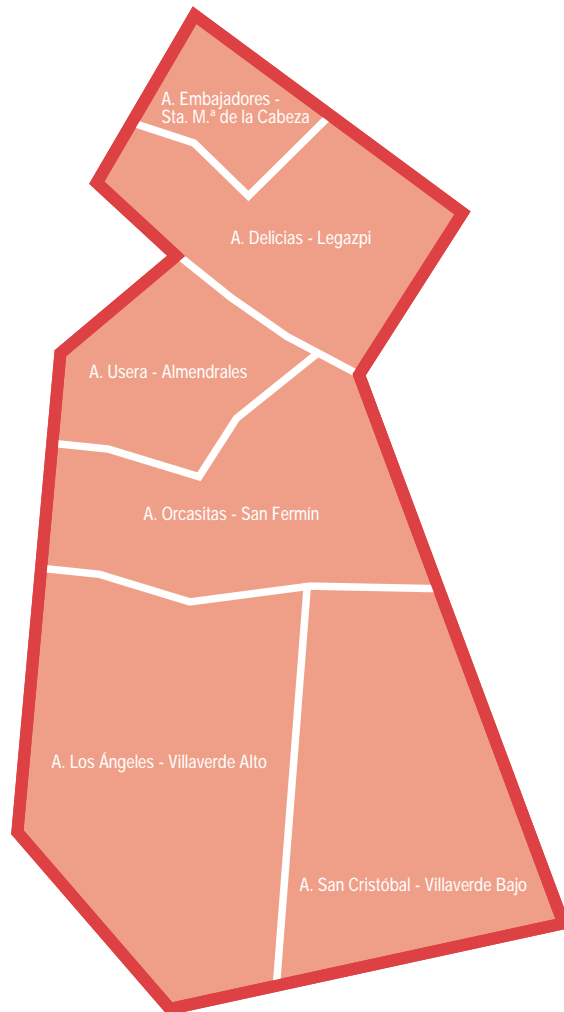 A. Embajadores -
Sta. M.ª de la Cabeza
A. Delicias - Legazpi
A. Usera - Almendrales
A. Orcasitas - San Fermín
A. Los Ángeles - Villaverde Alto
A. San Cristóbal - Villaverde Bajo